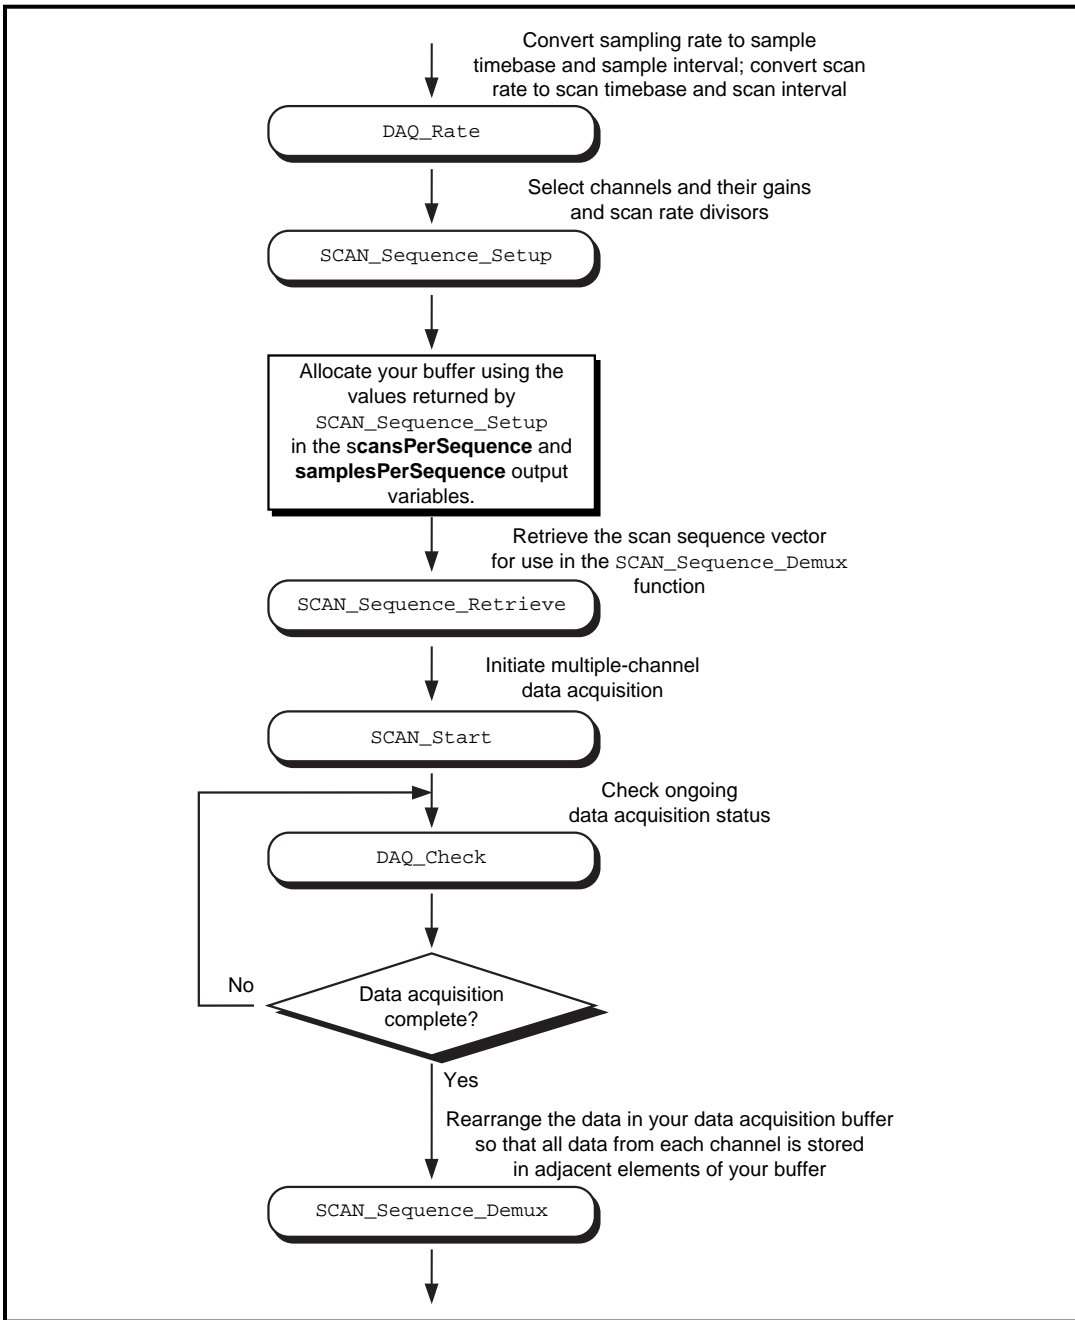 Convert sampling rate to sample
timebase and sample interval; convert scan
rate to scan timebase and scan interval
DAQ_Rate
Select channels and their gains
and scan rate divisors
SCAN_Sequence_Setup
Allocate your buffer using the
values returned by
SCAN_Sequence_Setup
in the scansPerSequence and
samplesPerSequence output
variables.
Retrieve the scan sequence vector
for use in the SCAN_Sequence_Demux
function
SCAN_Sequence_Retrieve
Initiate multiple-channel
data acquisition
SCAN_Start
Check ongoing
data acquisition status
DAQ_Check
No
Data acquisition
complete?
Yes
Rearrange the data in your data acquisition buffer
so that all data from each channel is stored
in adjacent elements of your buffer
SCAN_Sequence_Demux